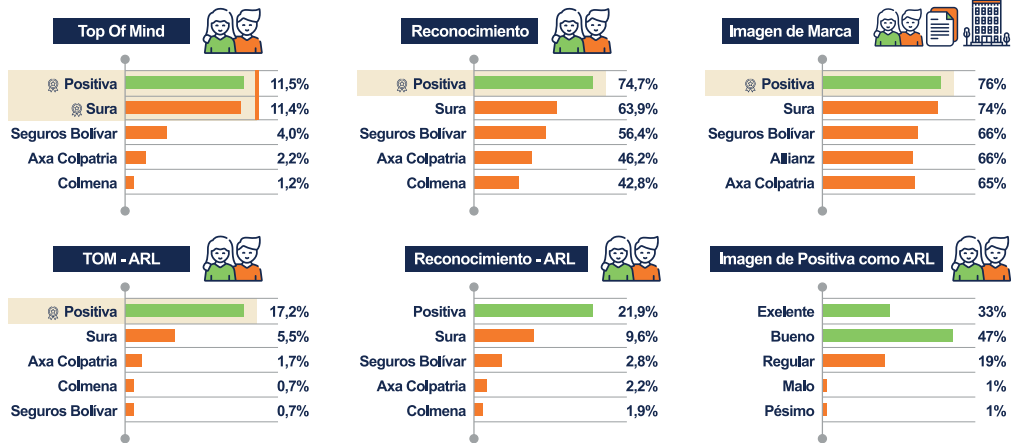 Top Of Mind
Positiva 11,5%
Sura 11,4%
Seguros Bolívar 4,0%
Axa Colpatria 2,2%
Colmena 1,2%
Reconocimiento
Positiva 74,7%
Sura 63,9%
Seguros Bolívar 56,4%
Axa Colpatria 46,2%
Colmena 42,8%
Imagen de Marca
Positiva 76%
Sura 74%
Seguros Bolívar 66%
Allianz 66%
Axa Colpatria 65%
TOM - ARL
Positiva 17,2%
Sura 5,5%
Axa Colpatria 1,7%
Colmena 0,7%
Seguros Bolívar 0,7%
Reconocimiento - ARL
Positiva 21,9%
Sura 9,6%
Seguros Bolívar 2,8%
Axa Colpatria 2,2%
Colmena 1,9%
Imagen de Positiva como ARL
Exelente 33%
Bueno 47%
Regular 19%
Malo 1%
Pésimo 1%